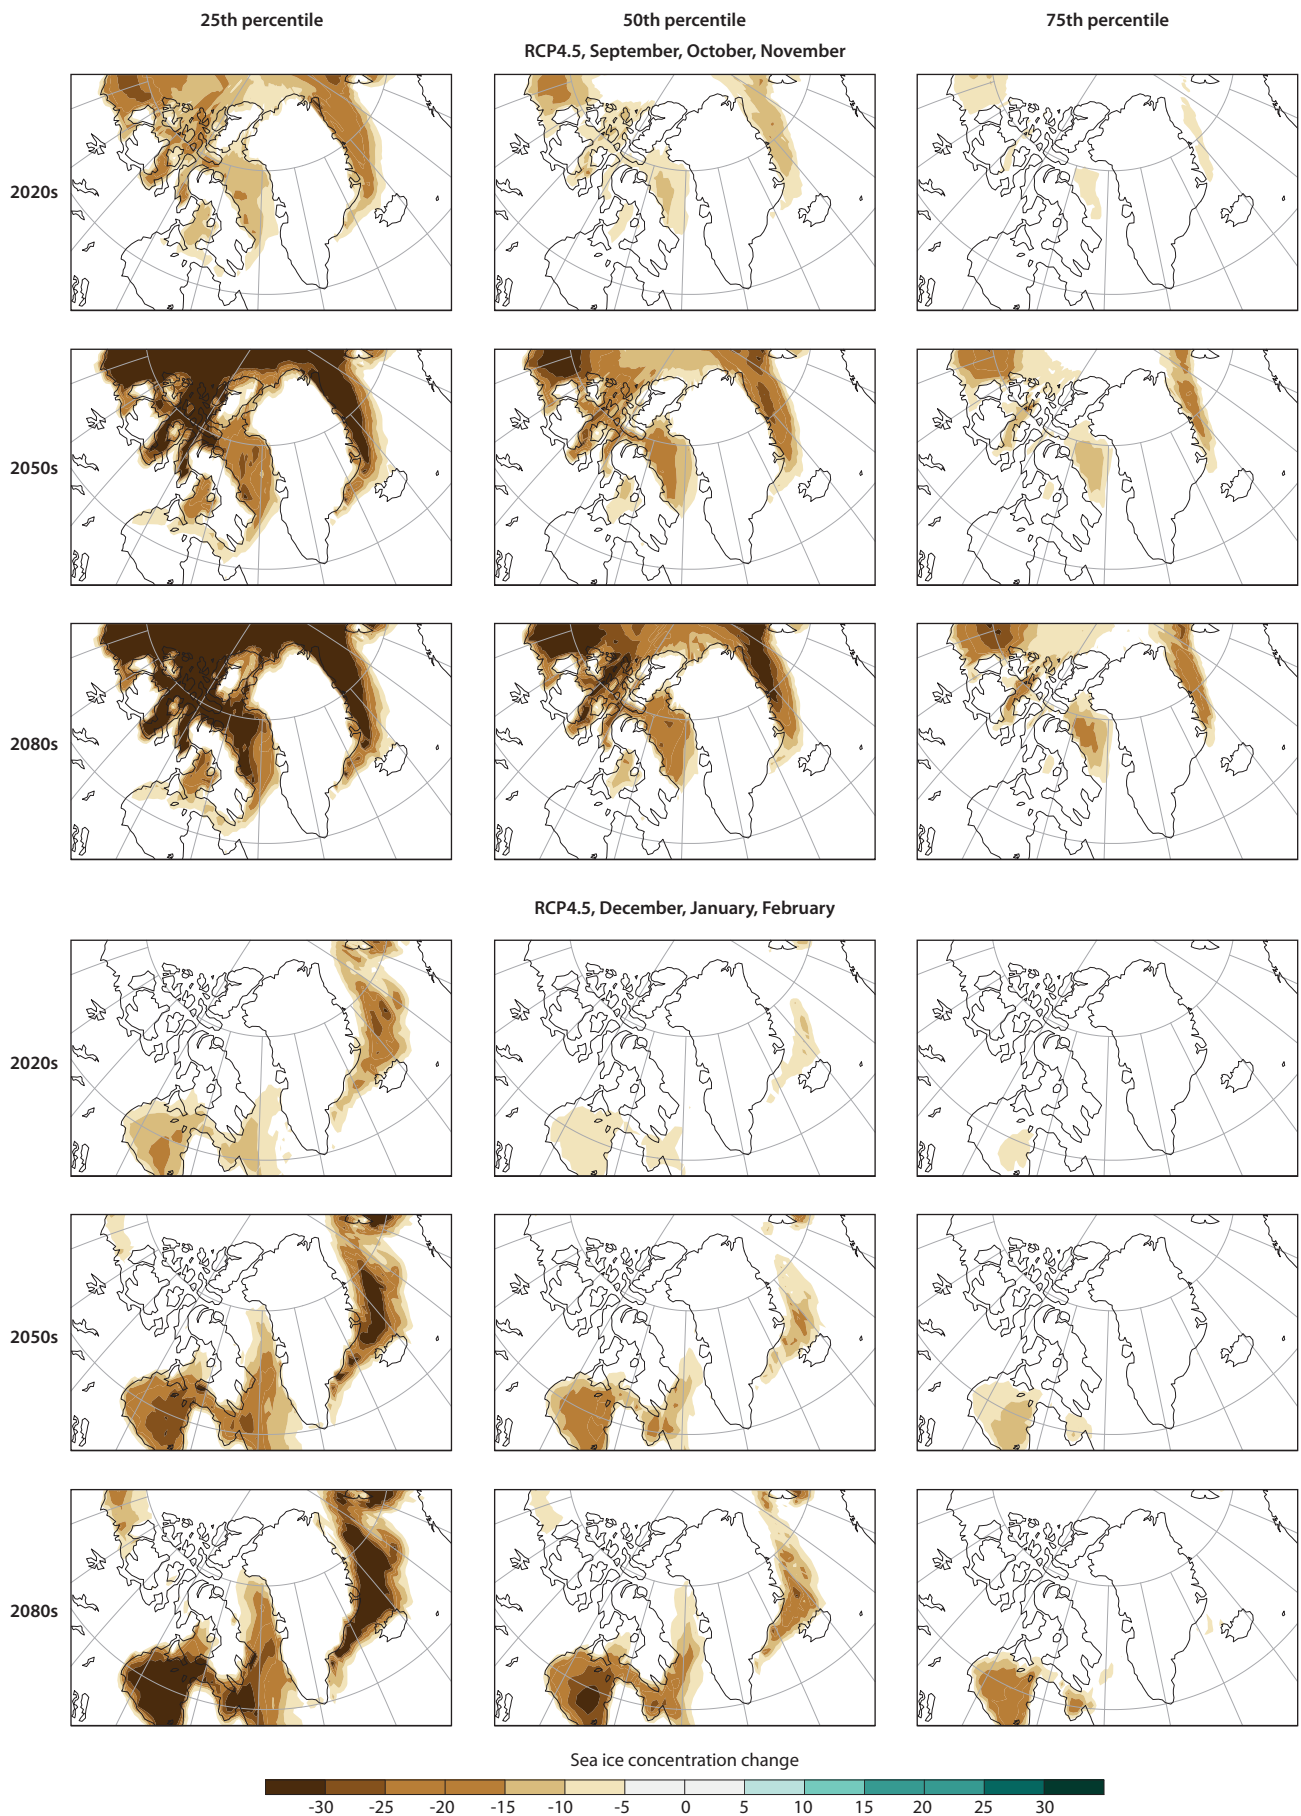 25th percentile 50th percentile 75th percentile
RCP4.5, September, October, November
2020s
2050s
2080s
RCP4.5, December, January, February
2020s
2050s
2080s
Sea ice concentration change
-30 -25 -20 -15 -10 -5 0 5 10 15 20 25 30